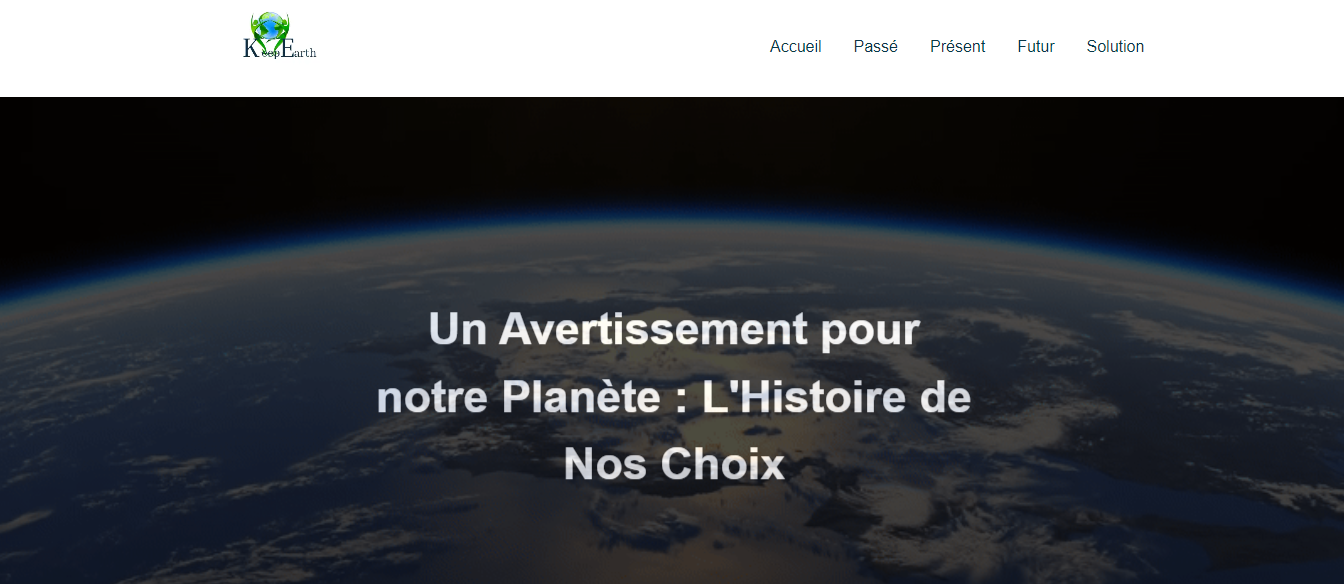 KeepEarth
Accueil Passé Présent Futur Solution
Un Avertissement pour
notre Planète : L'Histoire de
Nos Choix